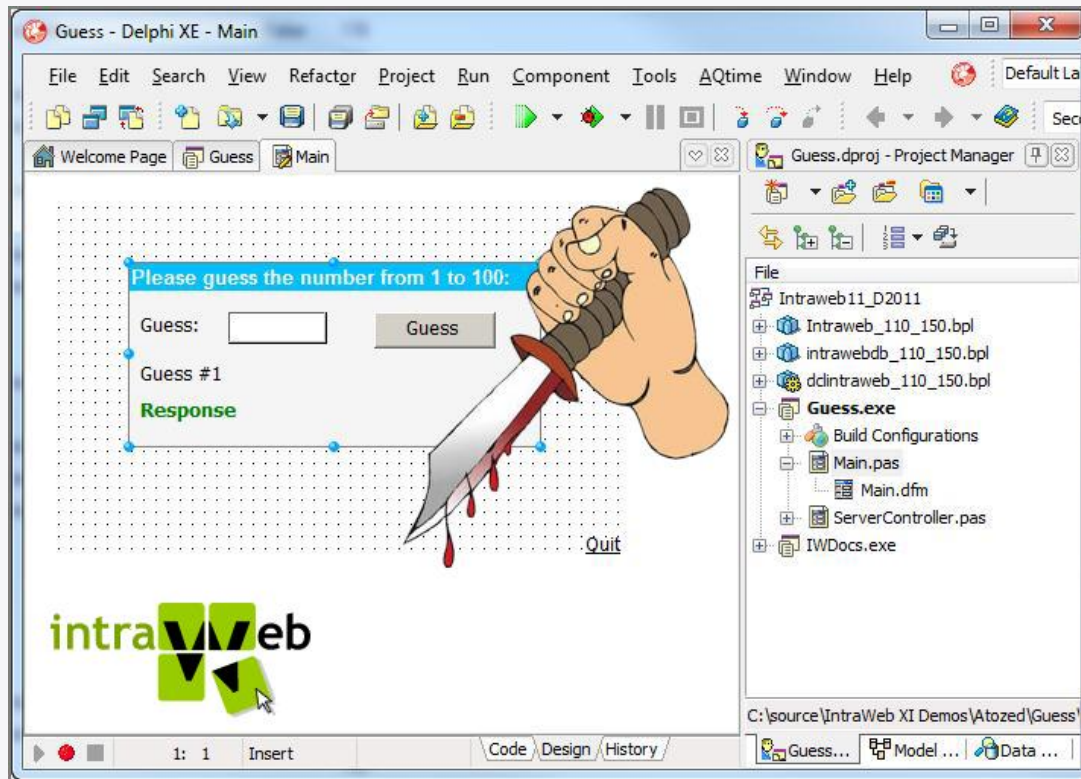 Guess - Delphi XE - Main
File Edit Search View Refactor Project Run Component Tools AQtime Window Help
Default La
Welcome Page Guess Main
Guess.dproj - Project Manager
Please guess the number from 1 to 100:
Guess: Guess
Guess #1
Response
Quit
intraWeb
File
Intraweb11_D2011
Intraweb_110_150.bpl
intrawebdb_110_150.bpl
dclintraweb_110_150.bpl
Guess.exe
Build Configurations
Main.pas
Main.dfm
ServerController.pas
IWDocs.exe
C:\source\IntraWeb XI Demos\Atozed\Guess\
1: 1 Insert
Code Design History
Guess... Model ... Data ...